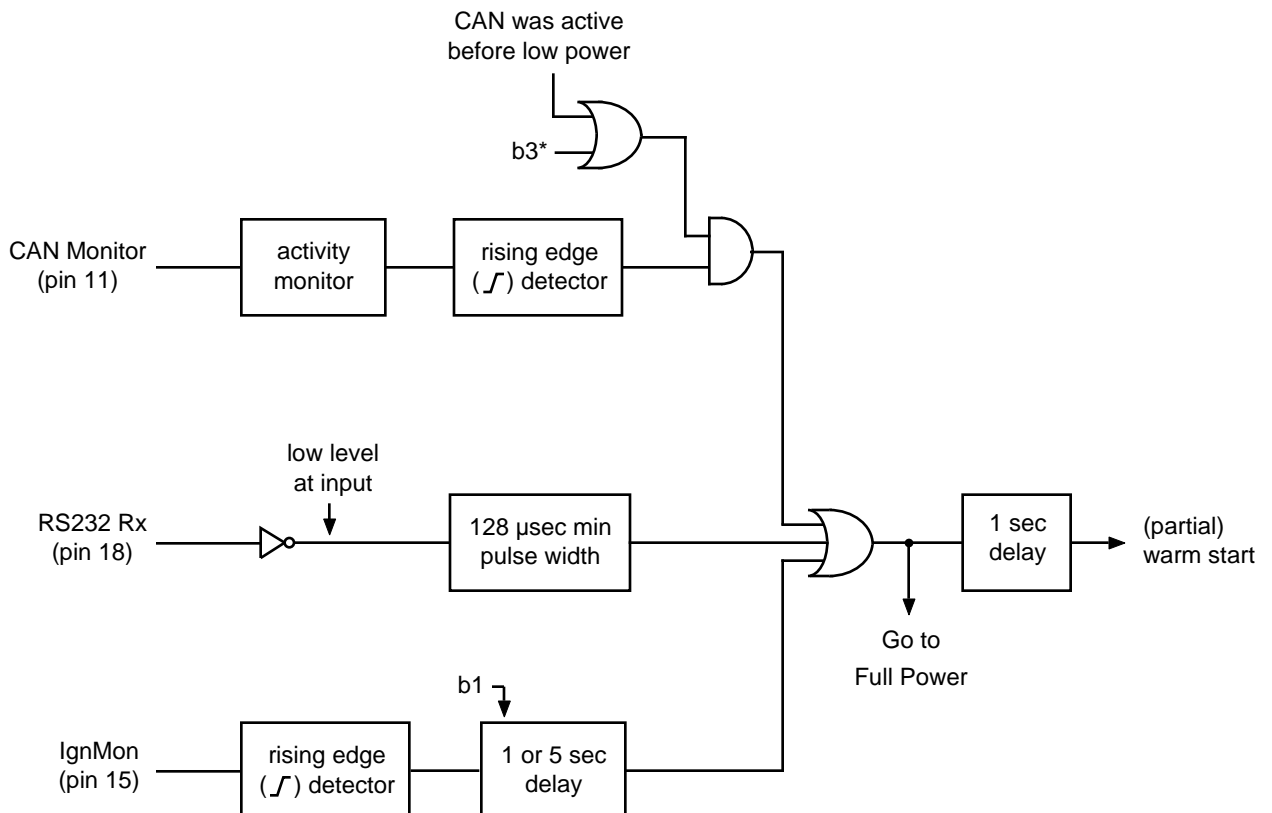 CAN was active
before low power
b3*
CAN Monitor
(pin 11)
activity
monitor
rising edge
( ) detector
low level
at input
RS232 Rx
(pin 18)
128 µsec min
pulse width
1 sec
delay
(partial)
warm start
Go to
Full Power
b1
IgnMon
(pin 15)
rising edge
( ) detector
1 or 5 sec
delay